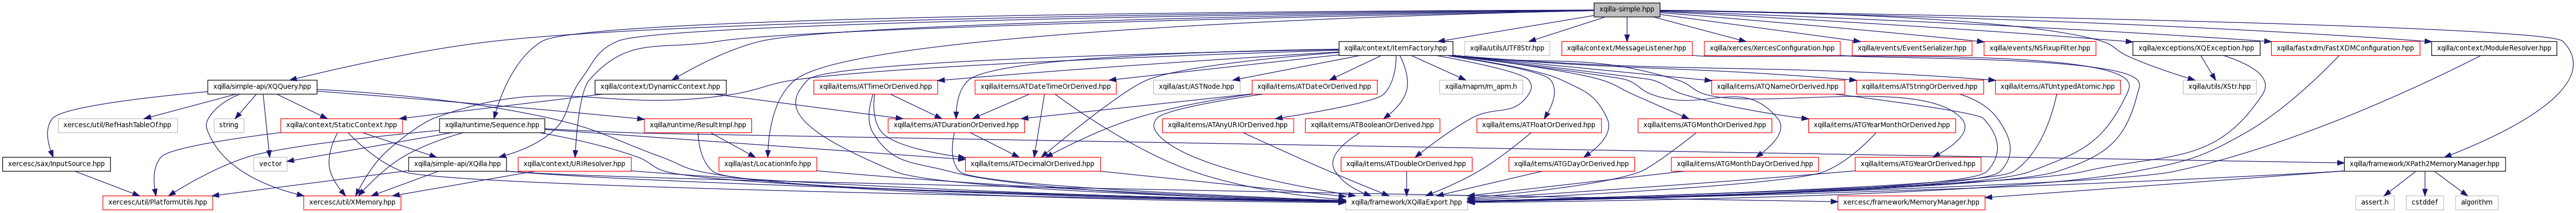 xqilla-simple.hpp
xqilla/context/ItemFactory.hpp
xqilla/utils/UTF8Str.hpp
xqilla/context/MessageListener.hpp
xqilla/xerces/XercesConfiguration.hpp
xqilla/events/EventSerializer.hpp
xqilla/events/NSFixupFilter.hpp
xqilla/exceptions/XQException.hpp
xqilla/fastxdm/FastXDMConfiguration.hpp
xqilla/context/ModuleResolver.hpp
xqilla/simple-api/XQQuery.hpp
xqilla/context/DynamicContext.hpp
xqilla/items/ATTimeOrDerived.hpp
xqilla/items/ATDateTimeOrDerived.hpp
xqilla/ast/ASTNode.hpp
xqilla/items/ATDateOrDerived.hpp
xqilla/mapm/m_apm.h
xqilla/items/ATQNameOrDerived.hpp
xqilla/items/ATStringOrDerived.hpp
xqilla/items/ATUntypedAtomic.hpp
xqilla/utils/XStr.hpp
xercesc/util/RefHashTableOf.hpp
string
xqilla/context/StaticContext.hpp
xqilla/runtime/Sequence.hpp
xqilla/runtime/ResultImpl.hpp
xqilla/items/ATDurationOrDerived.hpp
xqilla/items/ATAnyURIOrDerived.hpp
xqilla/items/ATBooleanOrDerived.hpp
xqilla/items/ATFloatOrDerived.hpp
xqilla/items/ATGMonthOrDerived.hpp
xqilla/items/ATGYearMonthOrDerived.hpp
xercesc/sax/InputSource.hpp
vector
xqilla/simple-api/XQilla.hpp
xqilla/context/URIResolver.hpp
xqilla/ast/LocationInfo.hpp
xqilla/items/ATDecimalOrDerived.hpp
xqilla/items/ATDoubleOrDerived.hpp
xqilla/items/ATGDayOrDerived.hpp
xqilla/items/ATGMonthDayOrDerived.hpp
xqilla/items/ATGYearOrDerived.hpp
xqilla/framework/XPath2MemoryManager.hpp
xercesc/util/PlatformUtils.hpp
xercesc/util/XMemory.hpp
xqilla/framework/XQillaExport.hpp
xercesc/framework/MemoryManager.hpp
assert.h
cstddef
algorithm